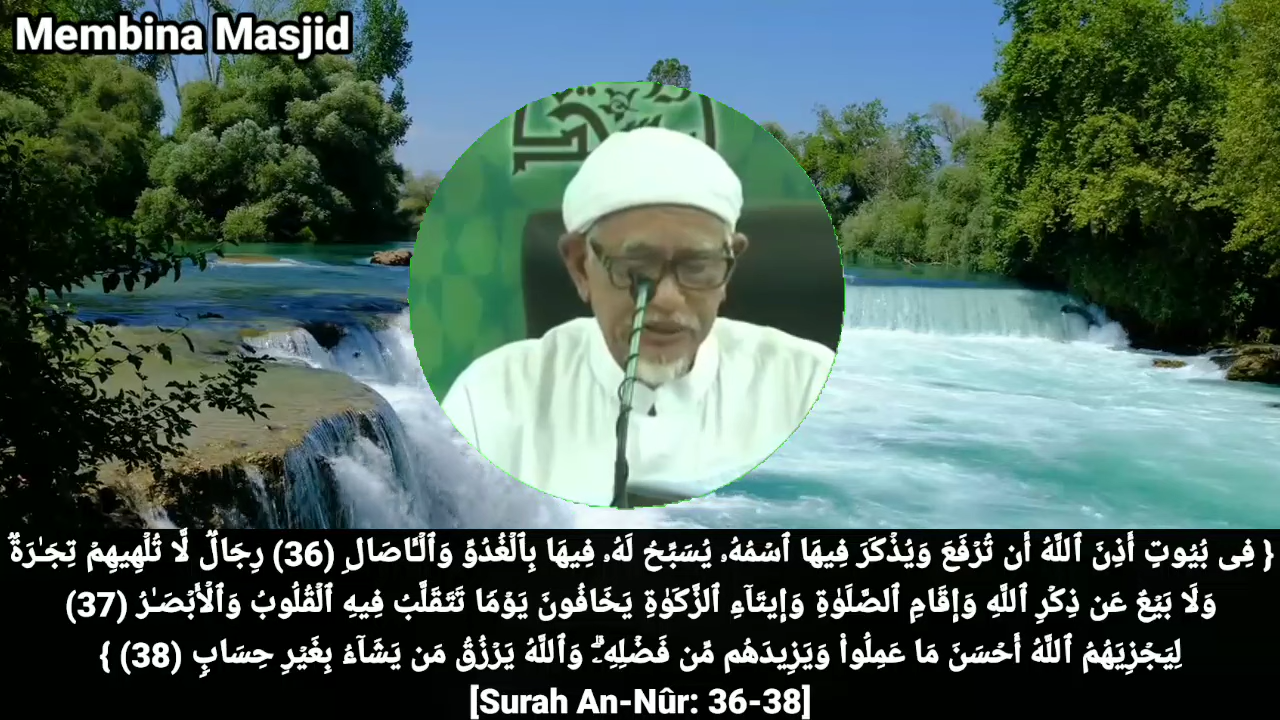 Membina Masjid
{ فِى بُيُوتٍ أَذِنَ ٱللَّهُ أَن تُرْفَعَ وَيُذْكَرَ فِيهَا ٱسْمُهُۥ يُسَبِّحُ لَهُۥ فِيهَا بِٱلْغُدُوِّ وَٱلْـَٔاصَالِ (36) رِجَالٌ لَّا تُلْهِيهِمْ تِجَـٰرَةٌ
وَلَا بَيْعٌ عَن ذِكْرِ ٱللَّهِ وَإِقَامِ ٱلصَّلَوٰةِ وَإِيتَآءِ ٱلزَّكَوٰةِ يَخَافُونَ يَوْمًا تَتَقَلَّبُ فِيهِ ٱلْقُلُوبُ وَٱلْأَبْصَـٰرُ (37)
لِيَجْزِيَهُمُ ٱللَّهُ أَحْسَنَ مَا عَمِلُوا۟ وَيَزِيدَهُم مِّن فَضْلِهِۦ ۗ وَٱللَّهُ يَرْزُقُ مَن يَشَآءُ بِغَيْرِ حِسَابٍ (38) }
[Surah An-Nûr: 36-38]